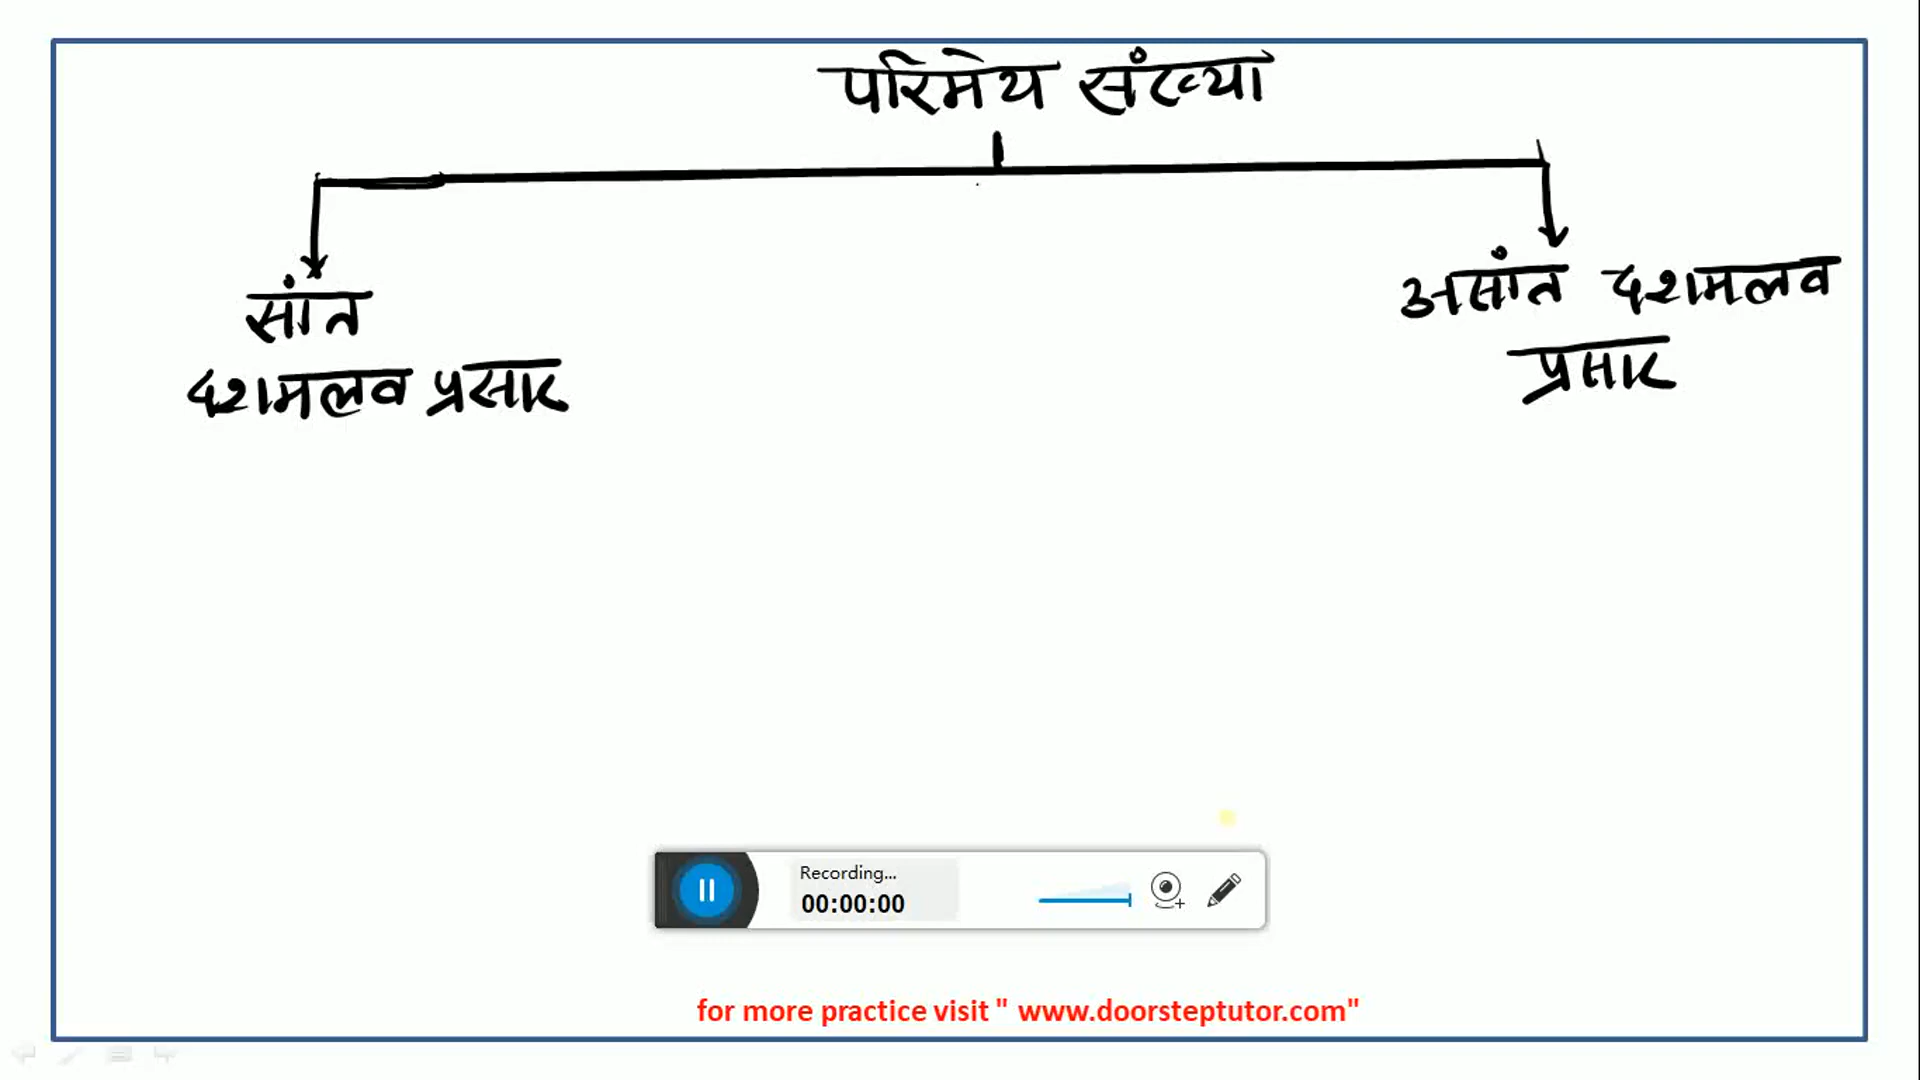 परिमेय संख्या
सांत
दशमलव प्रसार
असांत दशमलव
प्रसार
Recording...
00:00:00
for more practice visit " www.doorsteptutor.com"